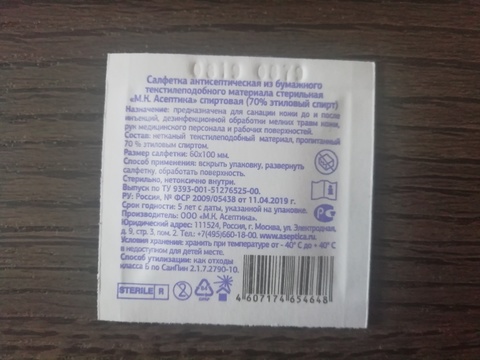 Салфетка антисептическая из бумажного
текстилеподобного материала стерильная
«М.К. Асептика» спиртовая (70% этиловый спирт)
Назначение: предназначена для санации кожи до и после
инъекций, дезинфекционной обработки мелких травм кожи,
рук медицинского персонала и рабочих поверхностей.
Состав: нетканый текстилеподобный материал, пропитанный
70 % этиловым спиртом.
Размер салфетки: 60х100 мм.
Способ применения: вскрыть упаковку, развернуть
салфетку, обработать поверхность.
Стерильно, нетоксично внутри.
Выпуск по ТУ 9393-001-51276525-00.
РУ: России, № ФСР 2009/05438 от 11.04.2019 г.
Срок годности: 5 лет с даты, указанной на упаковке.
Производитель: ООО «М.К. Асептика».
Юридический адрес: 111524, Россия, г. Москва, ул. Электродная,
д. 9, стр. 3, пом. 2. Тел.: +7(495)660-18-00. www.aseptica.ru
Условия хранения: хранить при температуре от - 40° С до + 40° С
в недоступном для детей месте.
Способ утилизации: как отходы
класса Б по СанПин 2.1.7.2790-10.
STERILE R
4607174654648